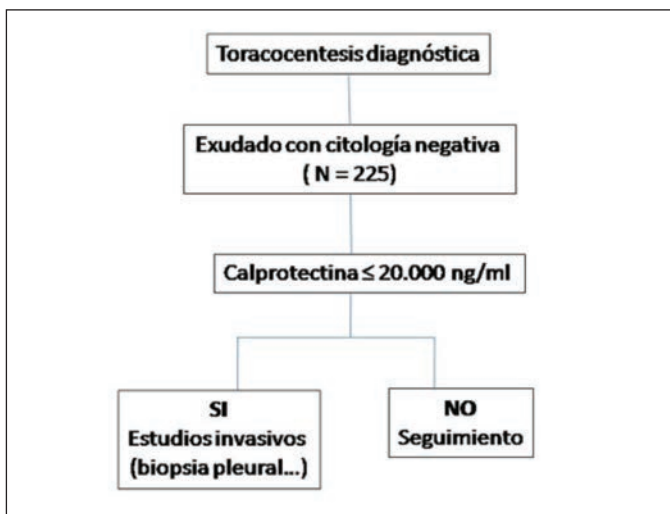 Toracocentesis diagnóstica
Exudado con citología negativa
( N = 225)
Calprotectina ≤ 20.000 ng/ml
SI
Estudios invasivos
(biopsia pleural...)
NO
Seguimiento